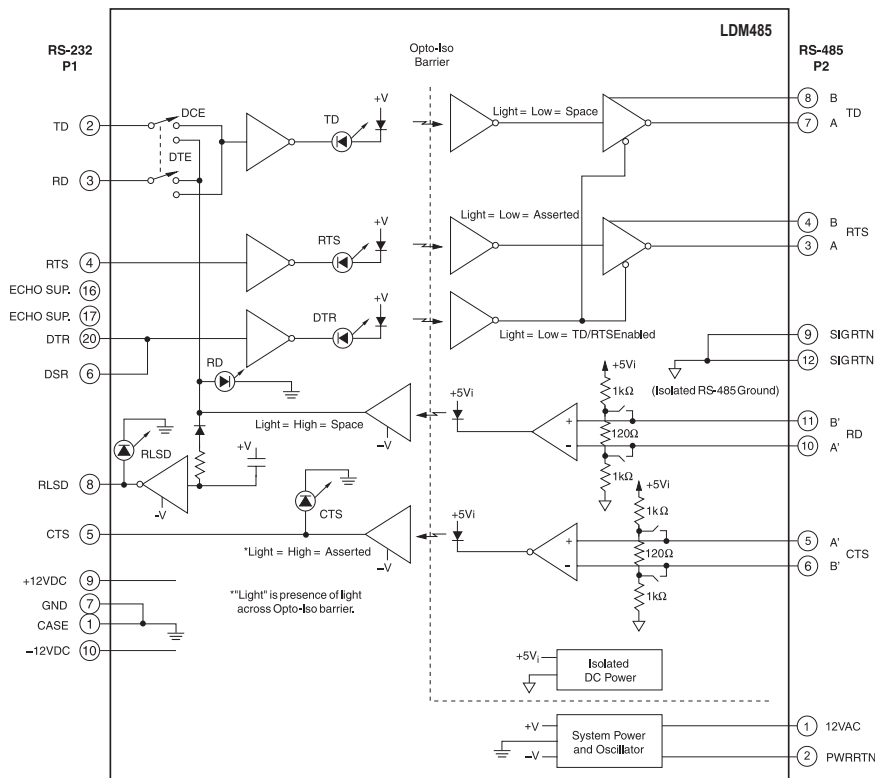 LDM485
RS-232
P1
Opto-Iso
Barrier
RS-485
P2
TD 2
DCE
DTE
RD 3
TD
+V
Light = Low = Space
8 B
7 A
TD
RTS 4
RTS
+V
Light = Low = Asserted
4 B
3 A
RTS
ECHO SUP. 16
ECHO SUP. 17
DTR 20
DSR 6
DTR
+V
Light = Low = TD/RTSEnabled
9 SIGRTN
12 SIGRTN
(Isolated RS-485 Ground)
RD
Light = High = Space
–V
+5Vi
+
–
+5Vi
1kΩ
120Ω
1kΩ
11 B'
10 A'
RD
RLSD
RLSD 8
–V
+V
CTS 5
CTS
*Light = High = Asserted
–V
+5Vi
+
–
+5Vi
1kΩ
120Ω
1kΩ
5 A'
6 B'
CTS
+12VDC 9
GND 7
CASE 1
–12VDC 10
*"Light" is presence of light
across Opto-Iso barrier.
+5Vi
Isolated
DC Power
+V
–V
System Power
and Oscillator
1 12VAC
2 PWRRTN